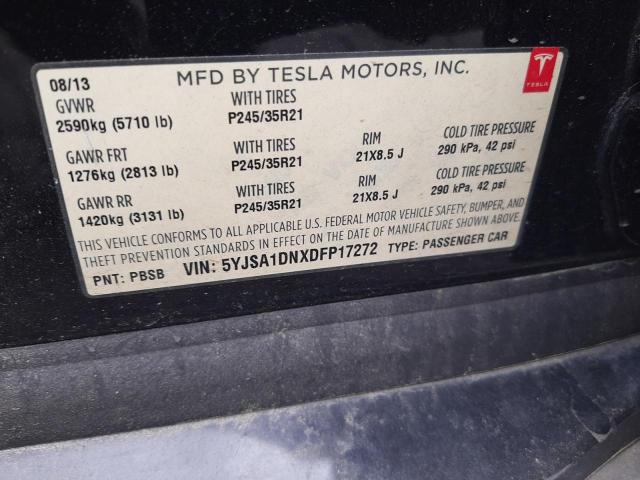 08/13 MFD BY TESLA MOTORS, INC.
TESLA
GVWR WITH TIRES
2590kg (5710 lb) P245/35R21
GAWR FRT WITH TIRES RIM COLD TIRE PRESSURE
1276kg (2813 lb) P245/35R21 21X8.5 J 290 kPa, 42 psi
GAWR RR WITH TIRES RIM COLD TIRE PRESSURE
1420kg (3131 lb) P245/35R21 21X8.5 J 290 kPa, 42 psi
THIS VEHICLE CONFORMS TO ALL APPLICABLE U.S. FEDERAL MOTOR VEHICLE SAFETY, BUMPER, AND
THEFT PREVENTION STANDARDS IN EFFECT ON THE DATE OF MANUFACTURE SHOWN ABOVE.
PNT: PBSB VIN: 5YJSA1DNXDFP17272 TYPE: PASSENGER CAR